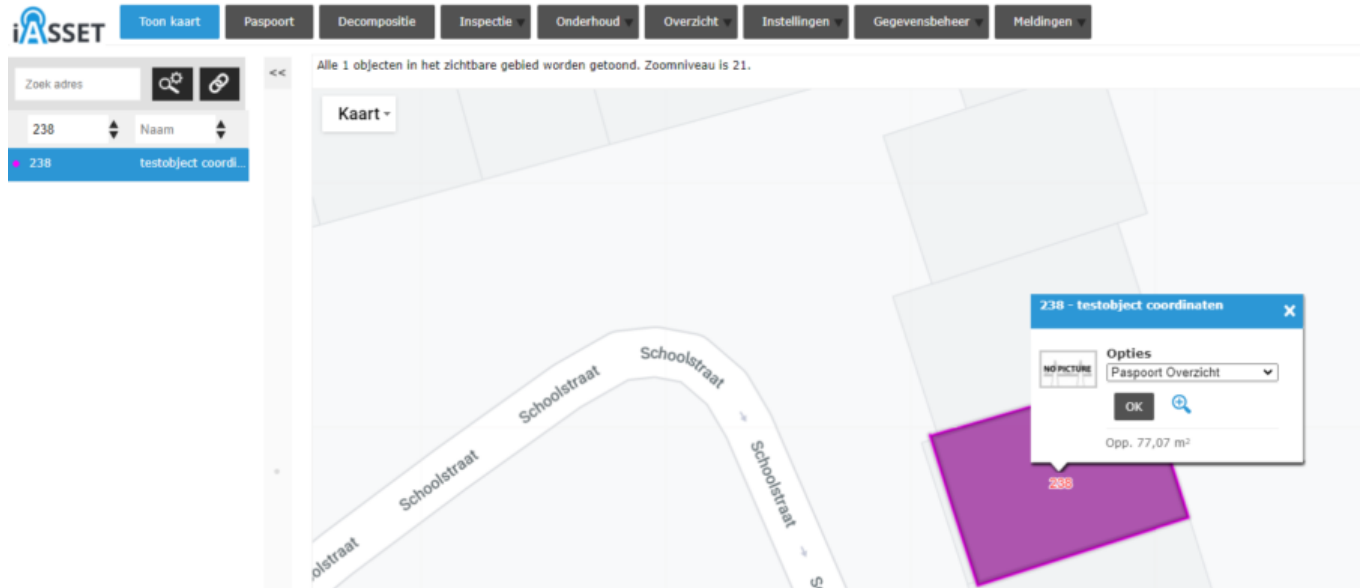 iASSET
Toon kaart
Paspoort
Decompositie
Inspectie
Onderhoud
Overzicht
Instellingen
Gegevensbeheer
Meldingen
Zoek adres
<<
Alle 1 objecten in het zichtbare gebied worden getoond. Zoomniveau is 21.
238
Naam
238
testobject coordi...
Kaart
238 - testobject coordinaten
x
NO PICTURE
Opties
Paspoort Overzicht
OK
Opp. 77,07 m²
238
Schoolstraat
Schoolstraat
Schoolstraat
Schoolstraat
oolstraat
Sc